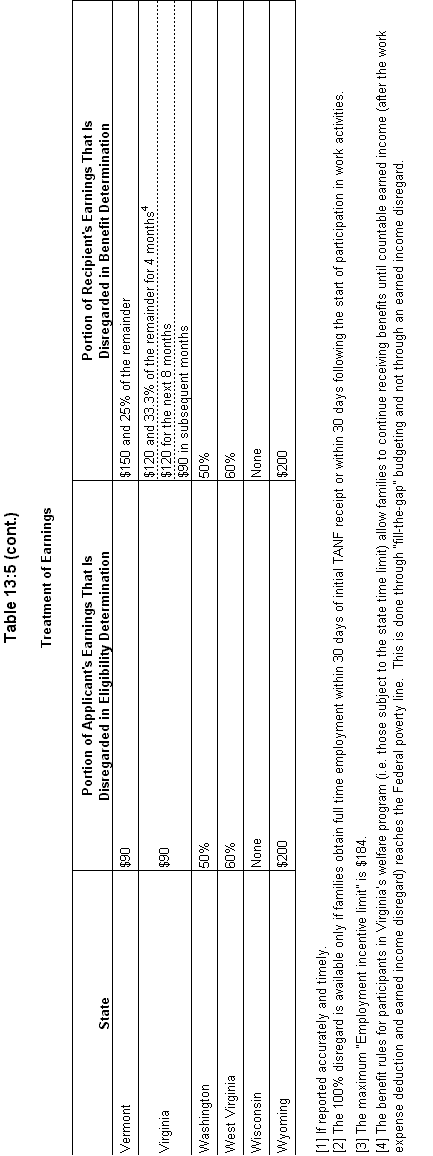 Table 13:5 (cont.)
Treatment of Earnings
State
Portion of Applicant's Earnings That Is
Disregarded in Eligibility Determination
Portion of Recipient's Earnings That Is
Disregarded in Benefit Determination
Vermont $90 $150 and 25% of the remainder
Virginia $90 $120 and 33.3% of the remainder for 4 months4
$120 for the next 8 months
$90 in subsequent months
Washington 50% 50%
West Virginia 60% 60%
Wisconsin None None
Wyoming $200 $200
[1] If reported accurately and timely.
[2] The 100% disregard is available only if families obtain full time employment within 30 days of initial TANF receipt or within 30 days following the start of participation in work activities.
[3] The maximum "Employment incentive limit" is $184.
[4] The benefit rules for participants in Virginia's welfare program (i.e. those subject to the state time limit) allow families to continue receiving benefits until countable earned income (after the work
expense deduction and earned income disregard) reaches the Federal poverty line. This is done through "fill-the-gap" budgeting and not through an earned income disregard.